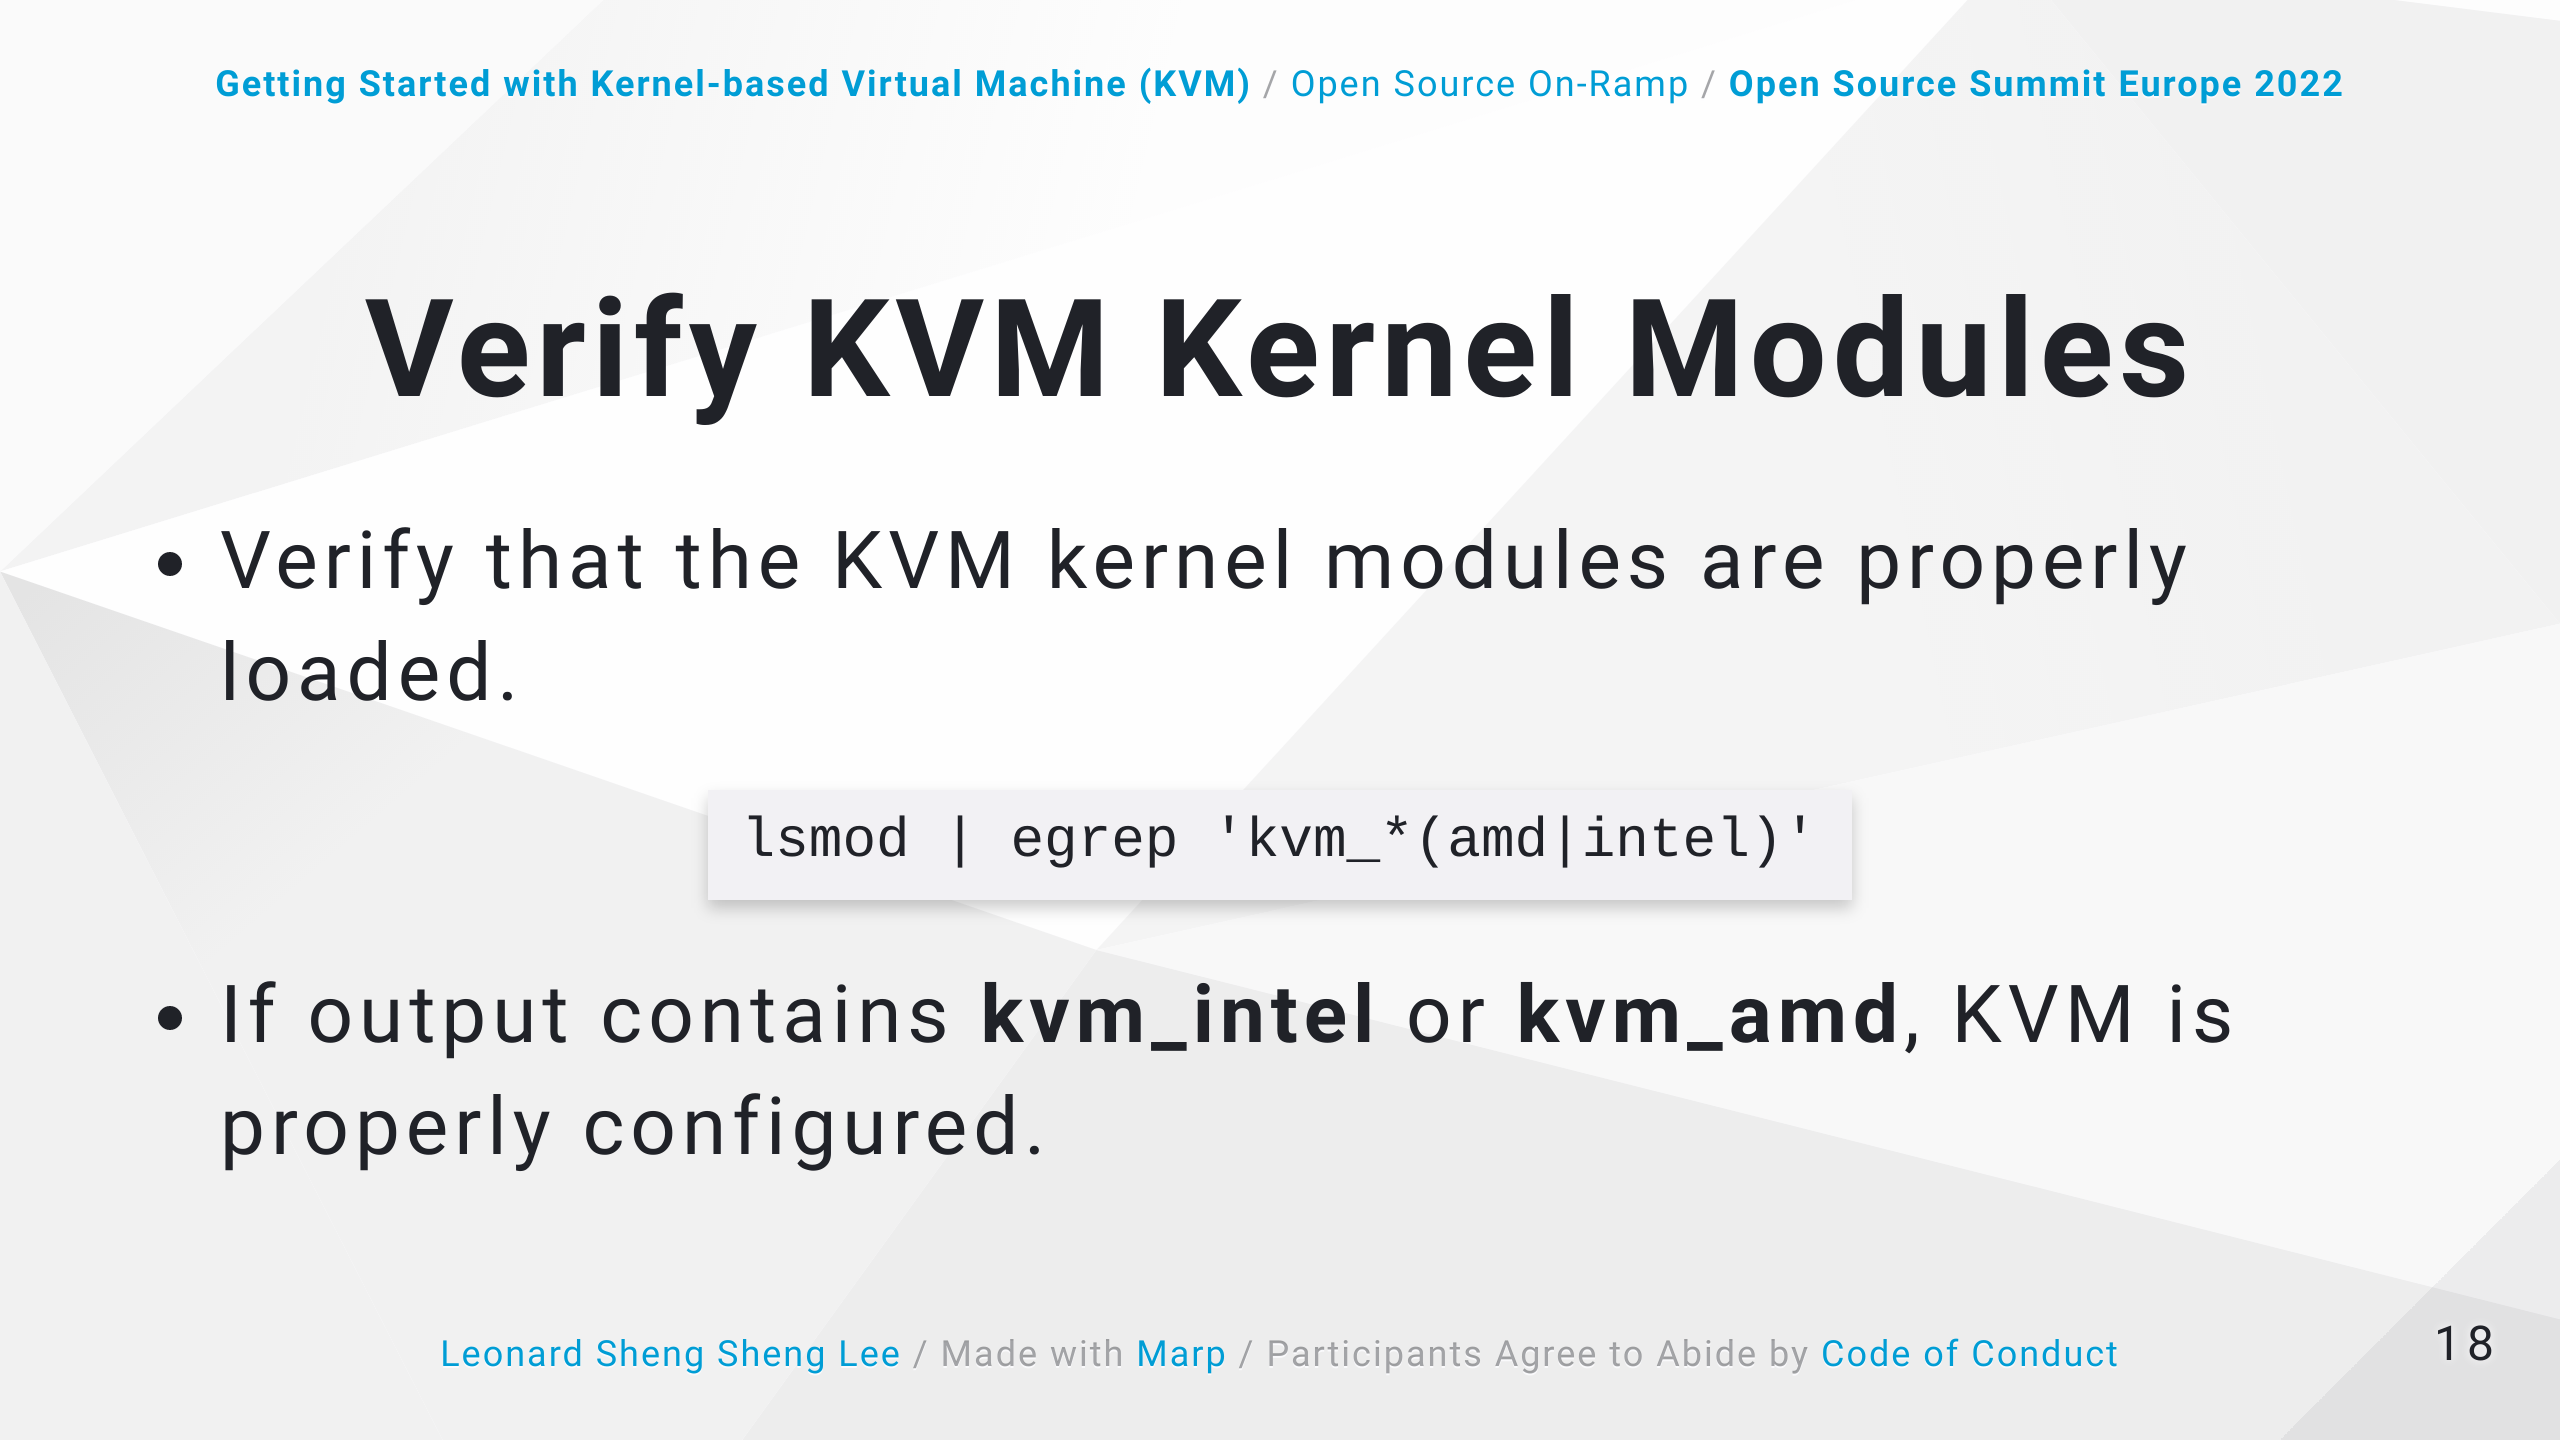 Getting Started with Kernel-based Virtual Machine (KVM) / Open Source On-Ramp / Open Source Summit Europe 2022
Verify KVM Kernel Modules
• Verify that the KVM kernel modules are properly
loaded.
lsmod | egrep 'kvm_*(amd|intel)'
• If output contains kvm_intel or kvm_amd, KVM is
properly configured.
Leonard Sheng Sheng Lee / Made with Marp / Participants Agree to Abide by Code of Conduct
18